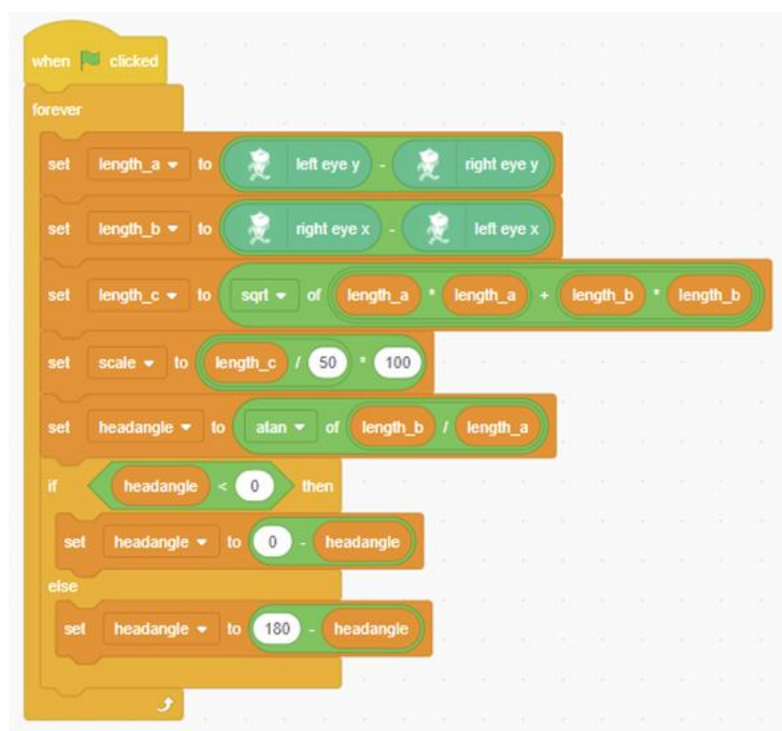 when clicked
forever
set length_a to left eye y - right eye y
set length_b to right eye x - left eye x
set length_c to sqrt of length_a * length_a + length_b * length_b
set scale to length_c / 50 * 100
set headangle to atan of length_b / length_a
if headangle < 0 then
set headangle to 0 - headangle
else
set headangle to 180 - headangle